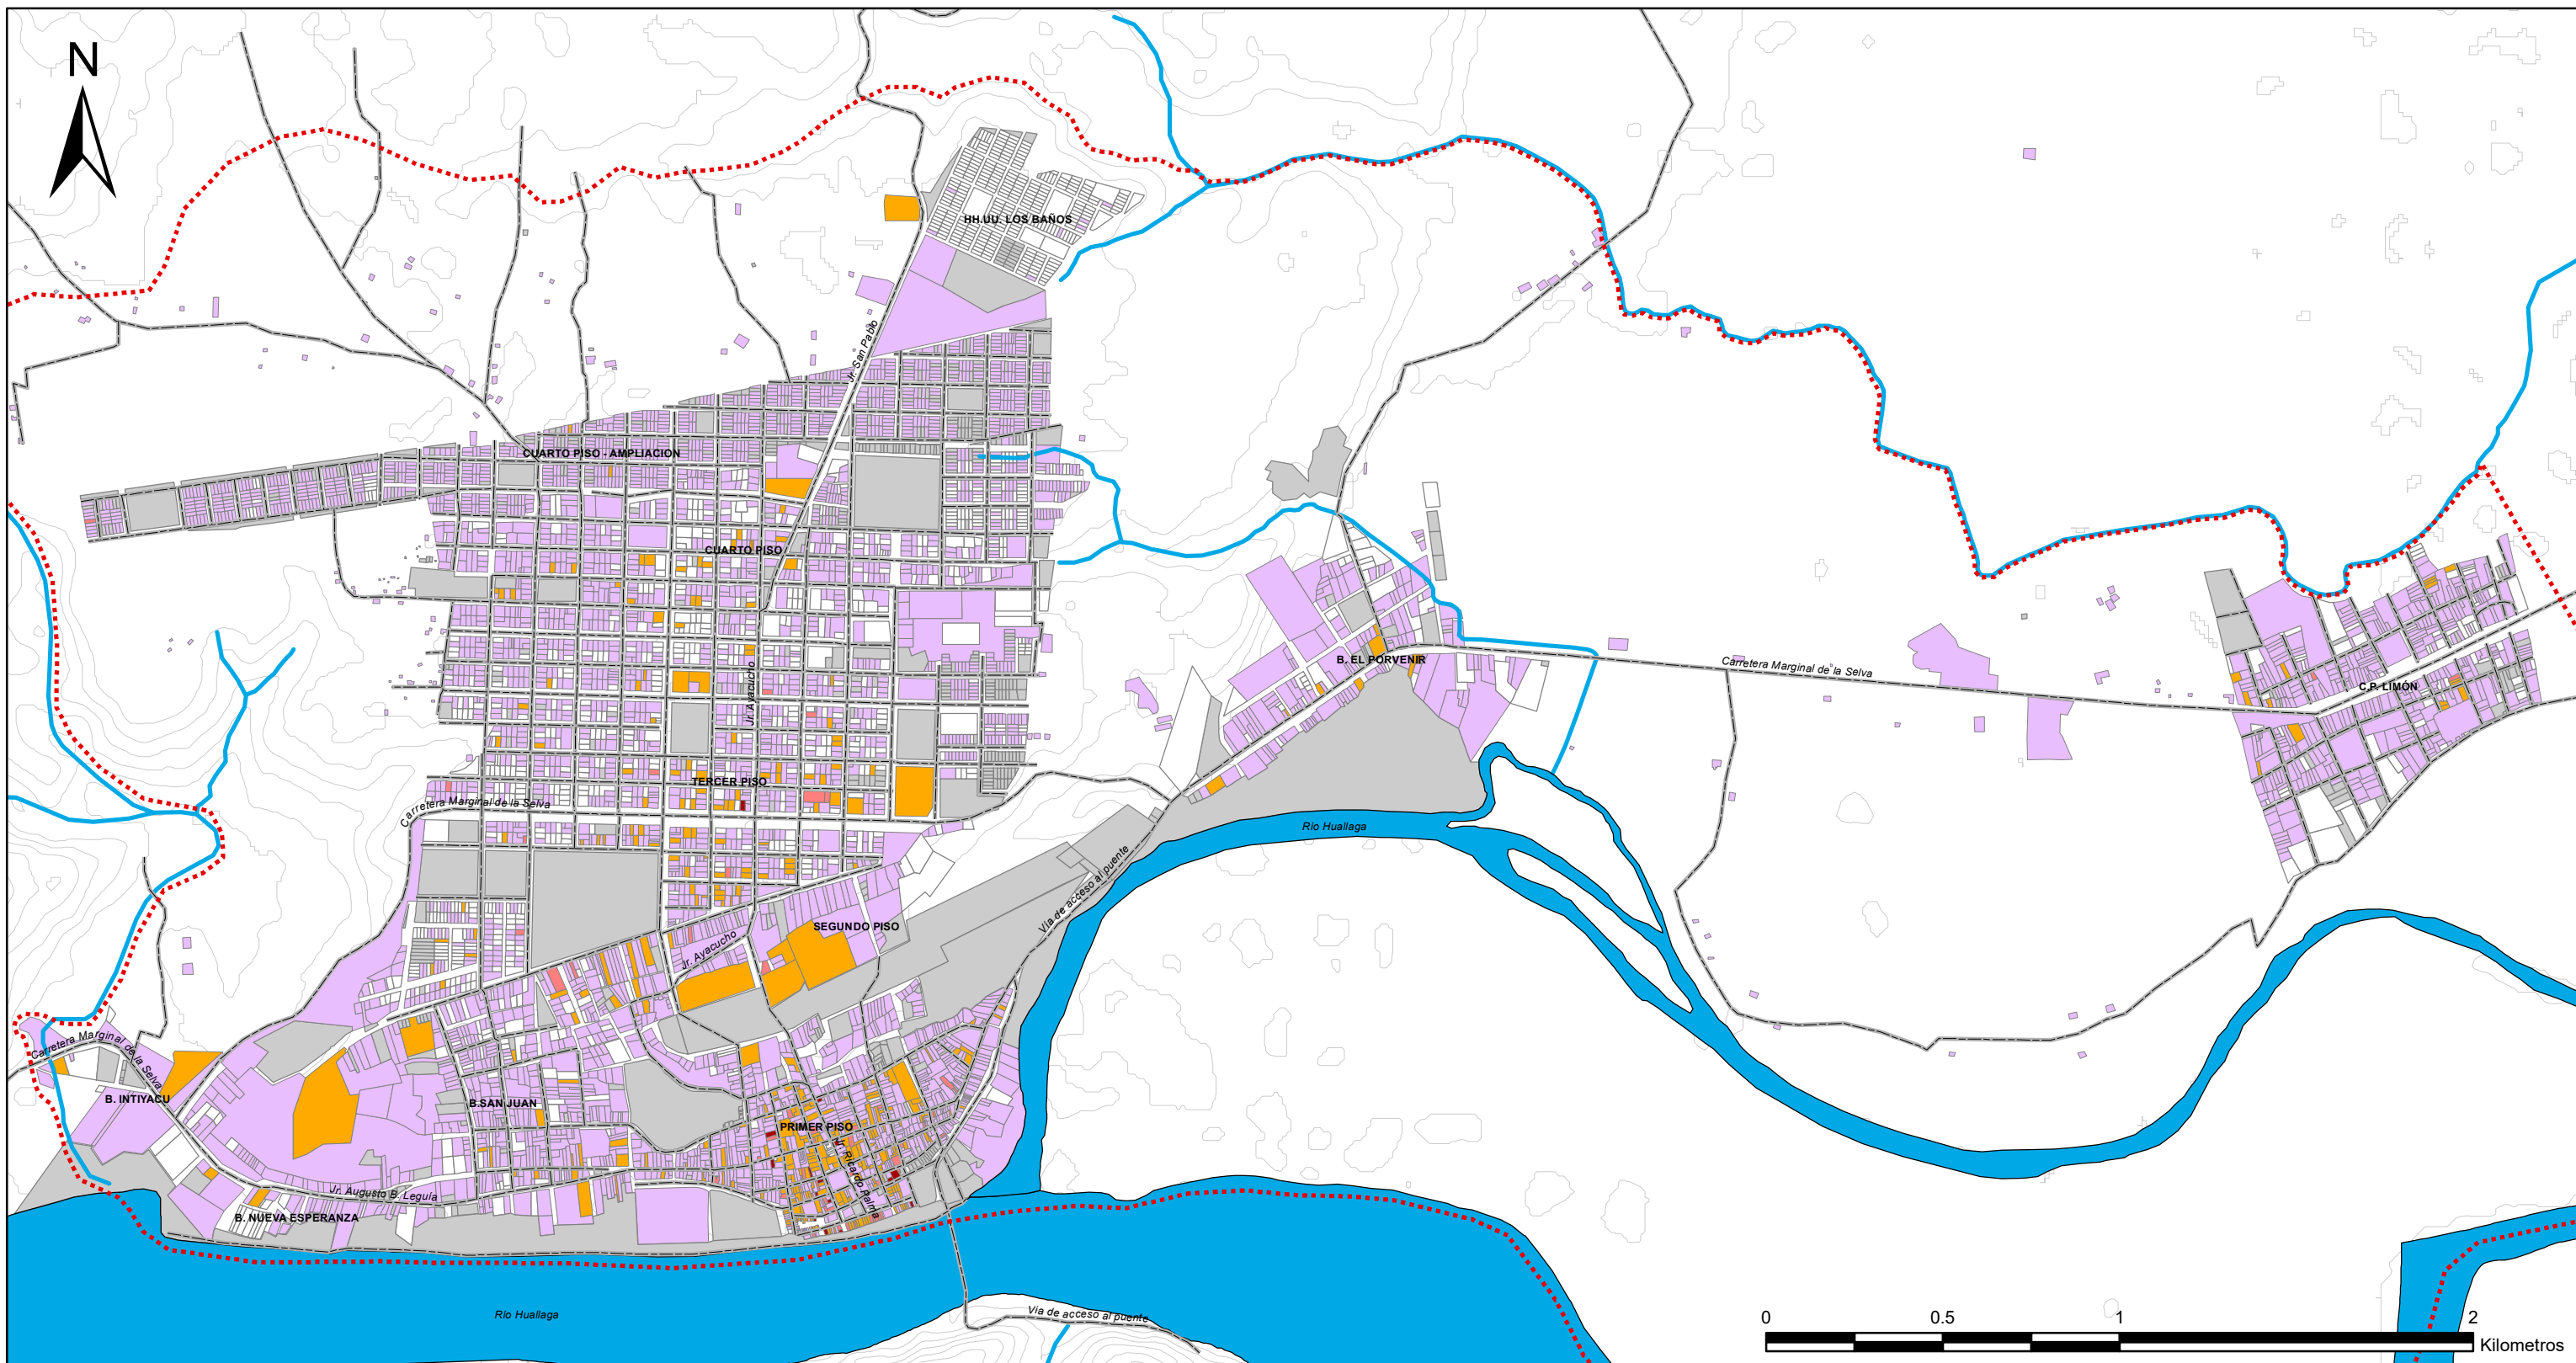 N
HH.UU. LOS BAÑOS
Jr. San Pablo
CUARTO PISO - AMPLIACION
CUARTO PISO
B. EL PORVENIR
Carretera Marginal de la Selva
C.P. LIMÓN
Jr. Ayacucho
TERCER PISO
Carretera Marginal de la Selva
Río Huallaga
Via de acceso al puente
SEGUNDO PISO
Jr. Ayacucho
Carretera Marginal de la Selva
B. INTIYACU
B.SAN JUAN
PRIMER PISO
Jr. Ricardo Palma
Jr. Augusto B. Leguía
B. NUEVA ESPERANZA
Río Huallaga
Via de acceso al puente
0 0.5 1 2
Kilometros